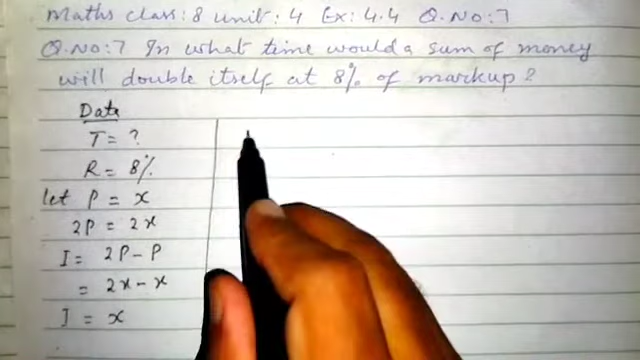 Maths class: 8 unit: 4 Ex: 4.4 Q.No: 7
Q.No: 7 In what time would a sum of money
will double itself at 8% of markup?
Data
T = ?
R = 8%
let P = x
2P = 2x
I = 2P - P
= 2x - x
I = x